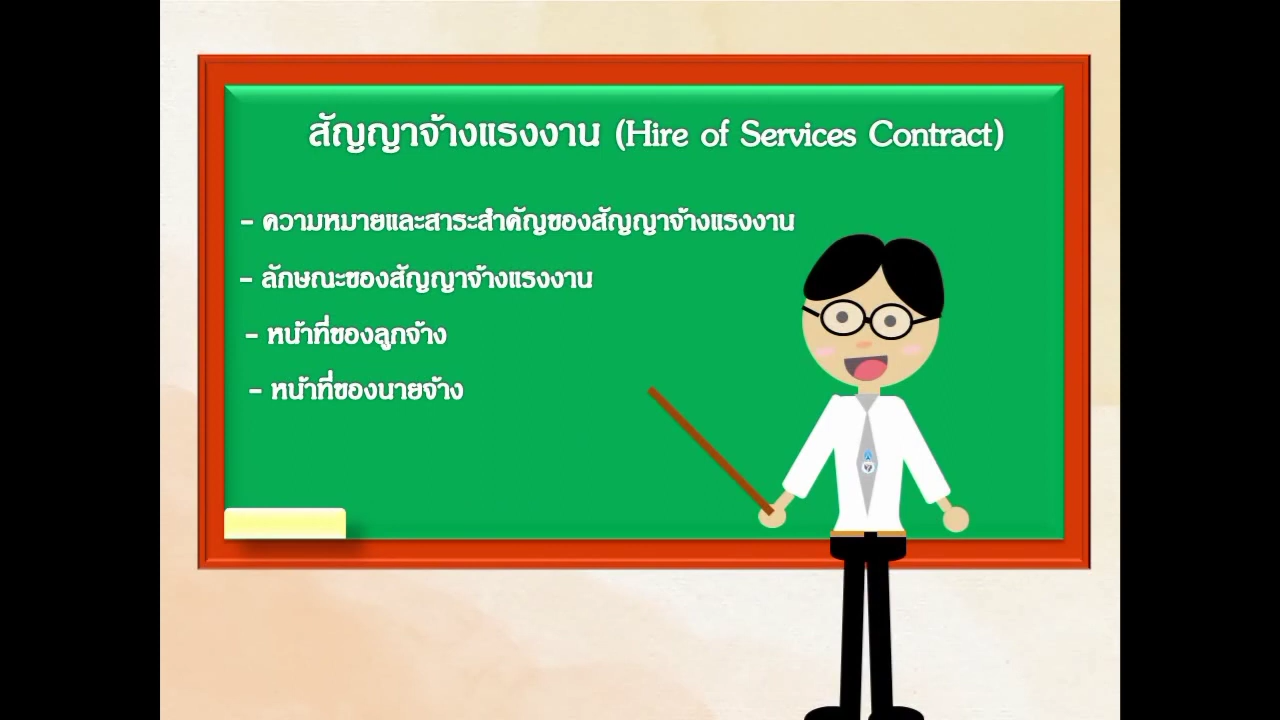 สัญญาจ้างแรงงาน (Hire of Services Contract)
- ความหมายและสาระสำคัญของสัญญาจ้างแรงงาน
- ลักษณะของสัญญาจ้างแรงงาน
- หน้าที่ของลูกจ้าง
- หน้าที่ของนายจ้าง